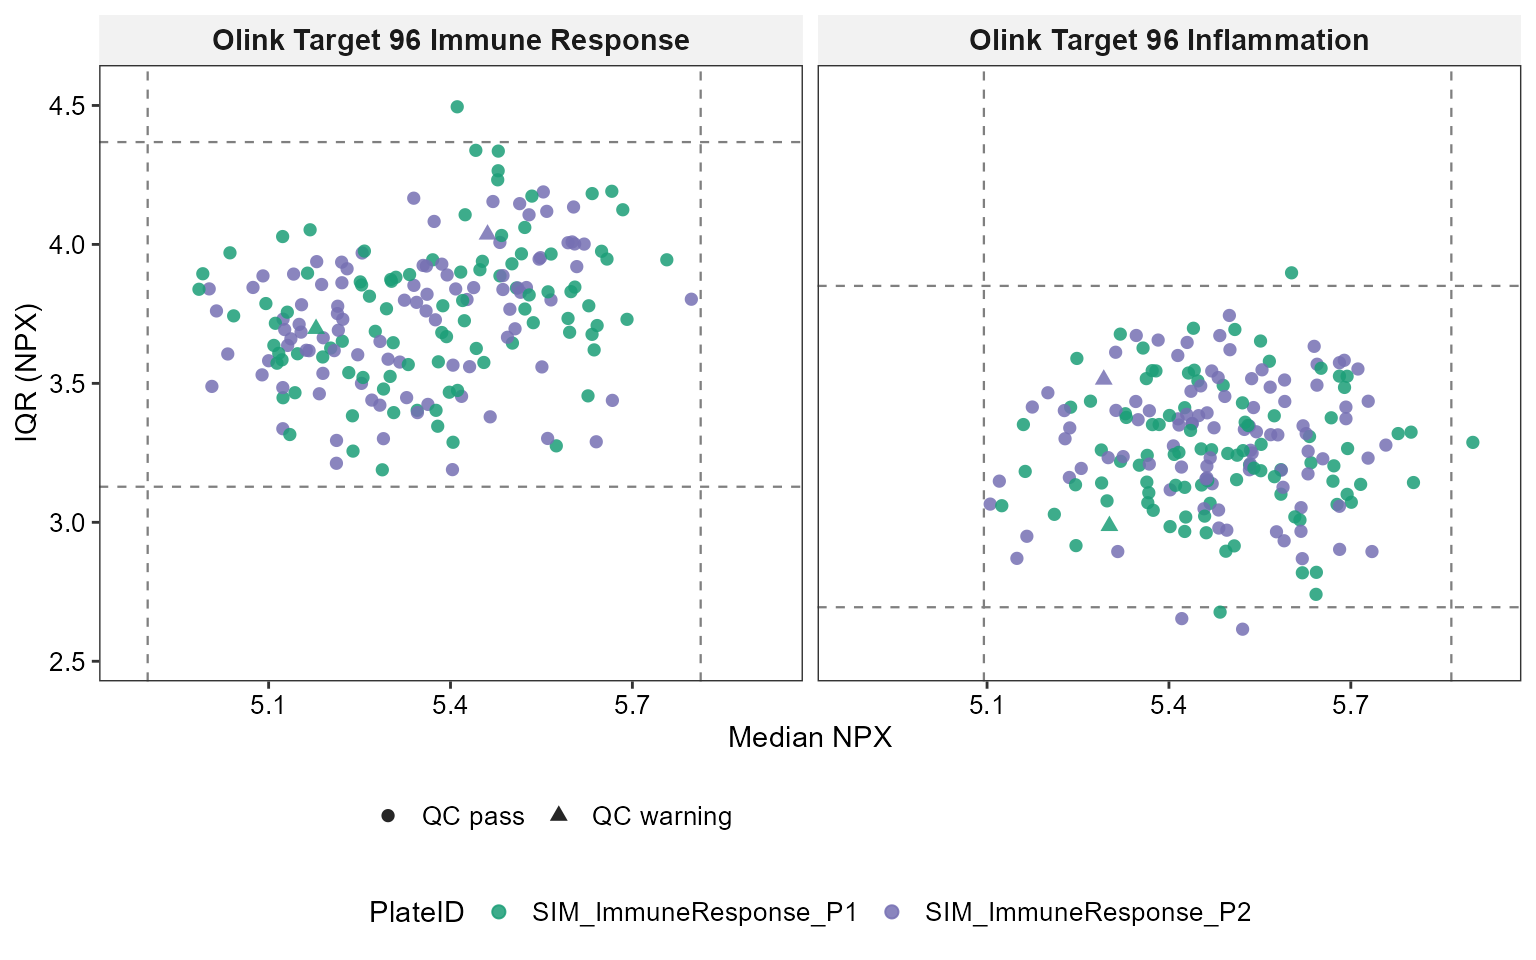 Olink Target 96 Immune Response
Olink Target 96 Inflammation
IQR (NPX)
4.5
4.0
3.5
3.0
2.5
5.1 5.4 5.7
5.1 5.4 5.7
Median NPX
QC pass QC warning
PlateID SIM_ImmuneResponse_P1 SIM_ImmuneResponse_P2